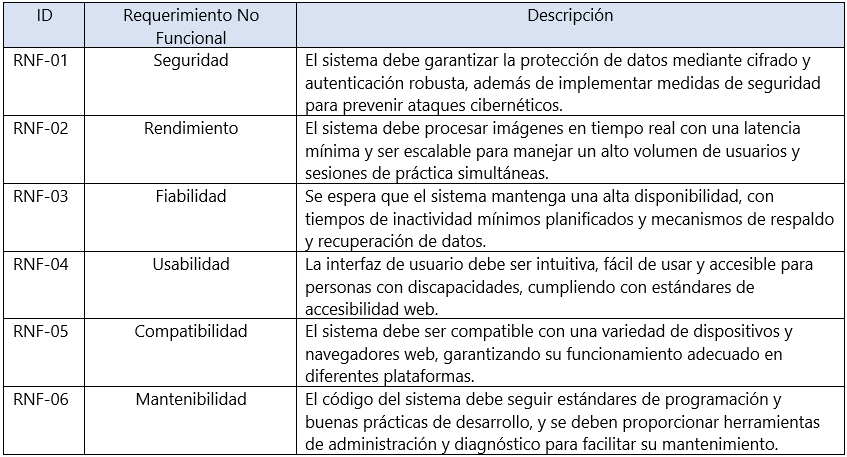 ID
Requerimiento No
Funcional
Descripción
RNF-01
Seguridad
El sistema debe garantizar la protección de datos mediante cifrado y
autenticación robusta, además de implementar medidas de seguridad
para prevenir ataques cibernéticos.
RNF-02
Rendimiento
El sistema debe procesar imágenes en tiempo real con una latencia
mínima y ser escalable para manejar un alto volumen de usuarios y
sesiones de práctica simultáneas.
RNF-03
Fiabilidad
Se espera que el sistema mantenga una alta disponibilidad, con
tiempos de inactividad mínimos planificados y mecanismos de respaldo
y recuperación de datos.
RNF-04
Usabilidad
La interfaz de usuario debe ser intuitiva, fácil de usar y accesible para
personas con discapacidades, cumpliendo con estándares de
accesibilidad web.
RNF-05
Compatibilidad
El sistema debe ser compatible con una variedad de dispositivos y
navegadores web, garantizando su funcionamiento adecuado en
diferentes plataformas.
RNF-06
Mantenibilidad
El código del sistema debe seguir estándares de programación y
buenas prácticas de desarrollo, y se deben proporcionar herramientas
de administración y diagnóstico para facilitar su mantenimiento.